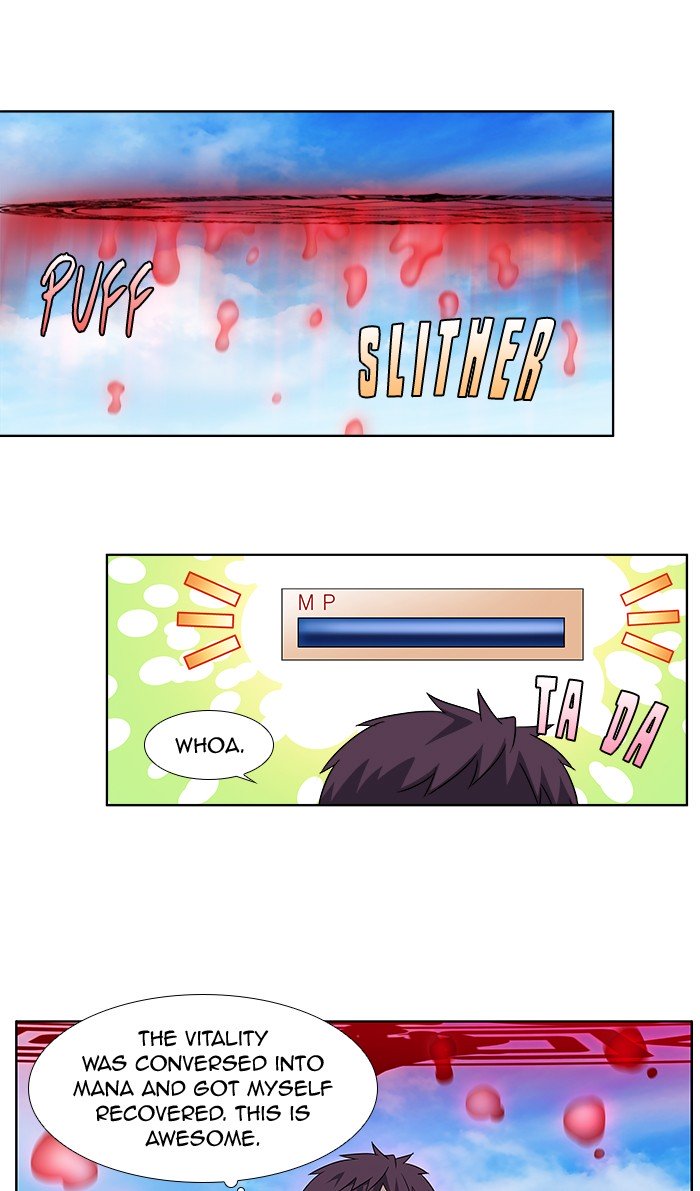 PUFF
SLITHER
MP
TA DA
WHOA.
THE VITALITY
WAS CONVERSED INTO
MANA AND GOT MYSELF
RECOVERED. THIS IS
AWESOME.